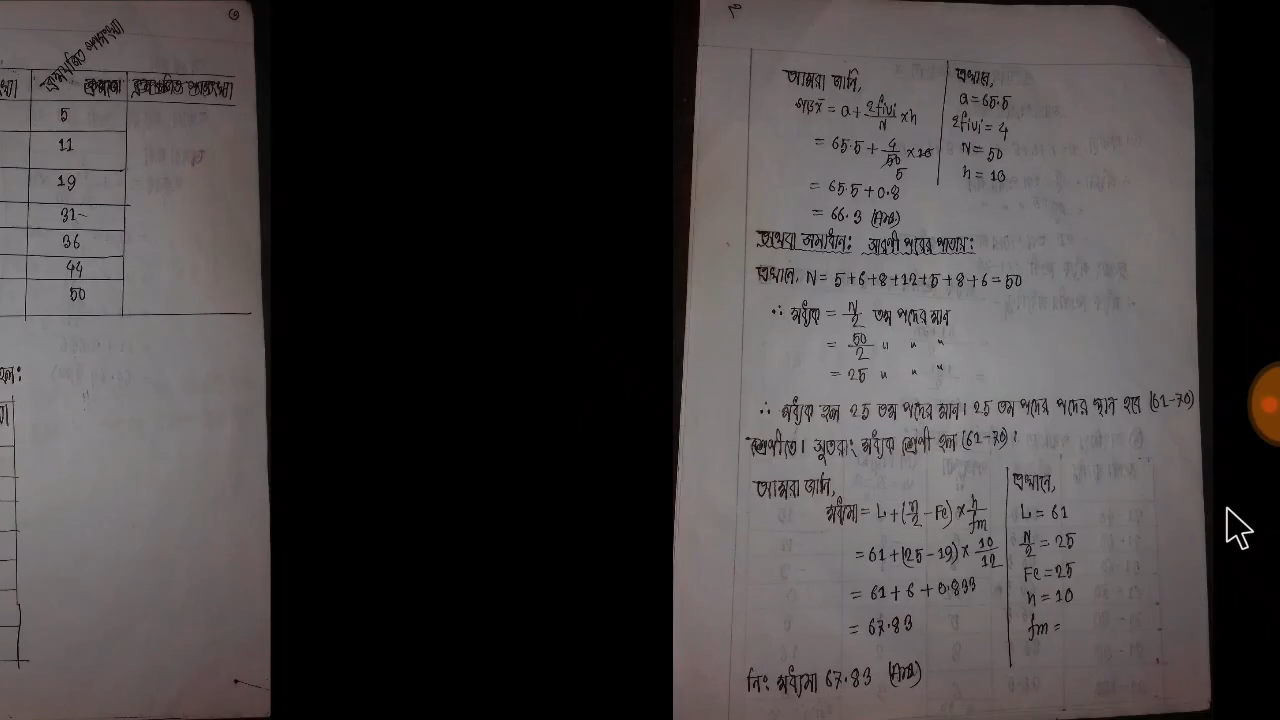 ৩
ক্রমযোজিত গণসংখ্যা
5
11
19
31
36
44
50
২
আমরা জানি,
গড় x̄ = a + Σfiui/N × h
= 65.5 + 4/50 × 10
5
= 65.5 + 0.8
= 66.3 (Ans)
এখানে,
a = 65.5
Σfiui = 4
N = 50
h = 10
এখানে, N = 5 + 6 + 8 + 12 + 5 + 8 + 6 = 50
∴ মধ্যক = N/2 তম পদের মান
= 50/2 " " "
= 25 " " "
∴ মধ্যক হল 25 তম পদের মান। 25 তম পদের পদের স্থান হবে (61-70)
শ্রেণীতে। সুতরাং মধ্যক শ্রেণী হল (61-70)।
আমরা জানি,
মধ্যমা = L + (n/2 - Fc) × h/fm
= 61 + (25 - 19) × 10/12
= 61 + 6 + 0.833
= 67.83
এখানে,
L = 61
N/2 = 25
Fc = 25
h = 10
fm =
নিঃ মধ্যমা 67.83 (Ans)